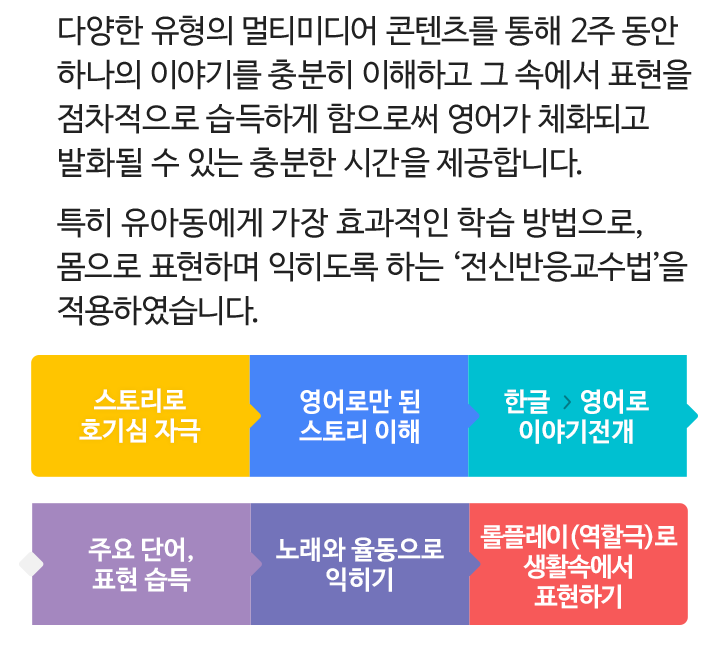 다양한 유형의 멀티미디어 콘텐츠를 통해 2주 동안
하나의 이야기를 충분히 이해하고 그 속에서 표현을
점차적으로 습득하게 함으로써 영어가 체화되고
발화될 수 있는 충분한 시간을 제공합니다.
특히 유아동에게 가장 효과적인 학습 방법으로,
몸으로 표현하며 익히도록 하는 ‘전신반응교수법’을
적용하였습니다.
스토리로
호기심 자극
영어로만 된
스토리 이해
한글 > 영어로
이야기전개
주요 단어,
표현 습득
노래와 율동으로
익히기
롤플레이(역할극)로
생활속에서
표현하기